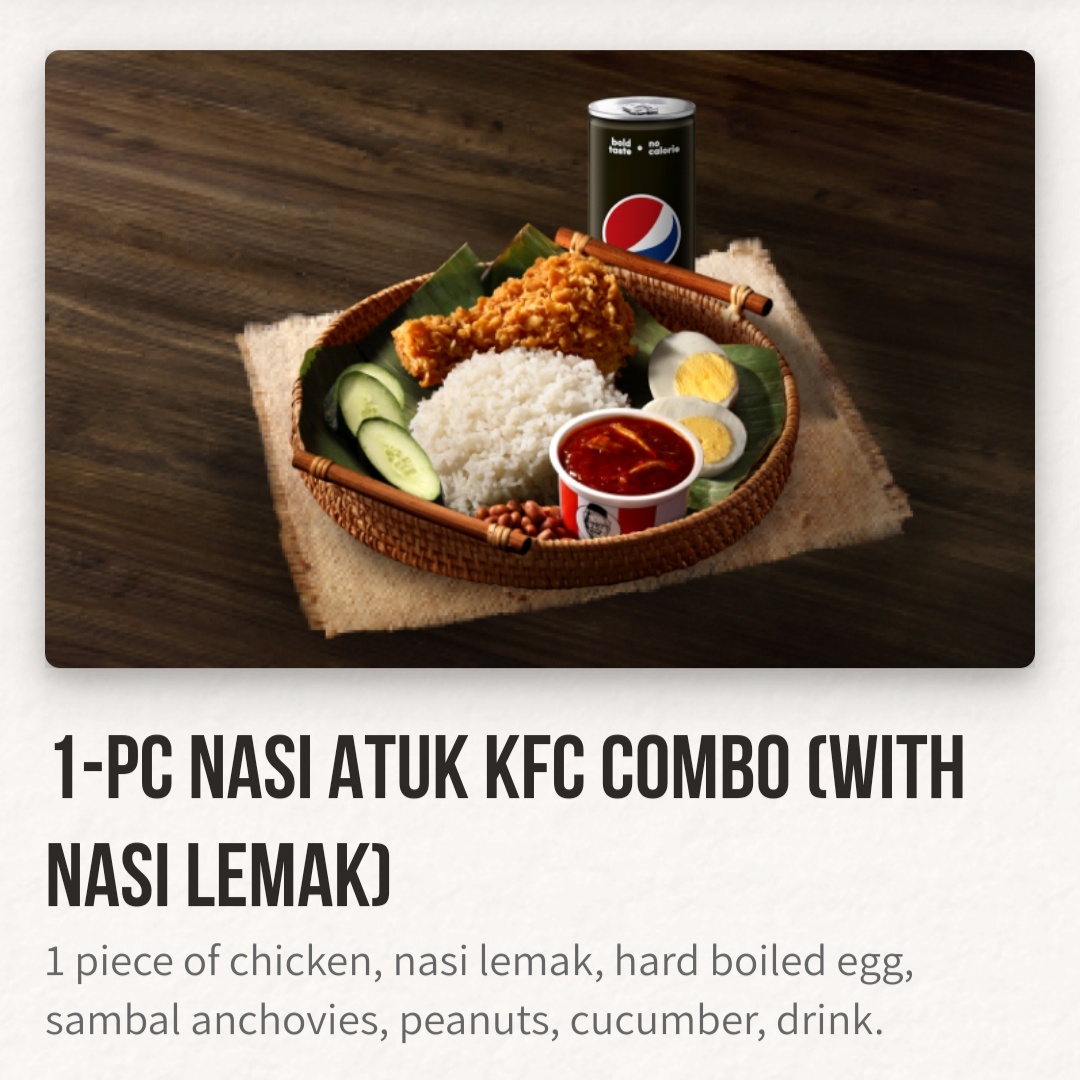 bold • no
taste calorie
1-PC NASI ATUK KFC COMBO (WITH
NASI LEMAK)
1 piece of chicken, nasi lemak, hard boiled egg,
sambal anchovies, peanuts, cucumber, drink.